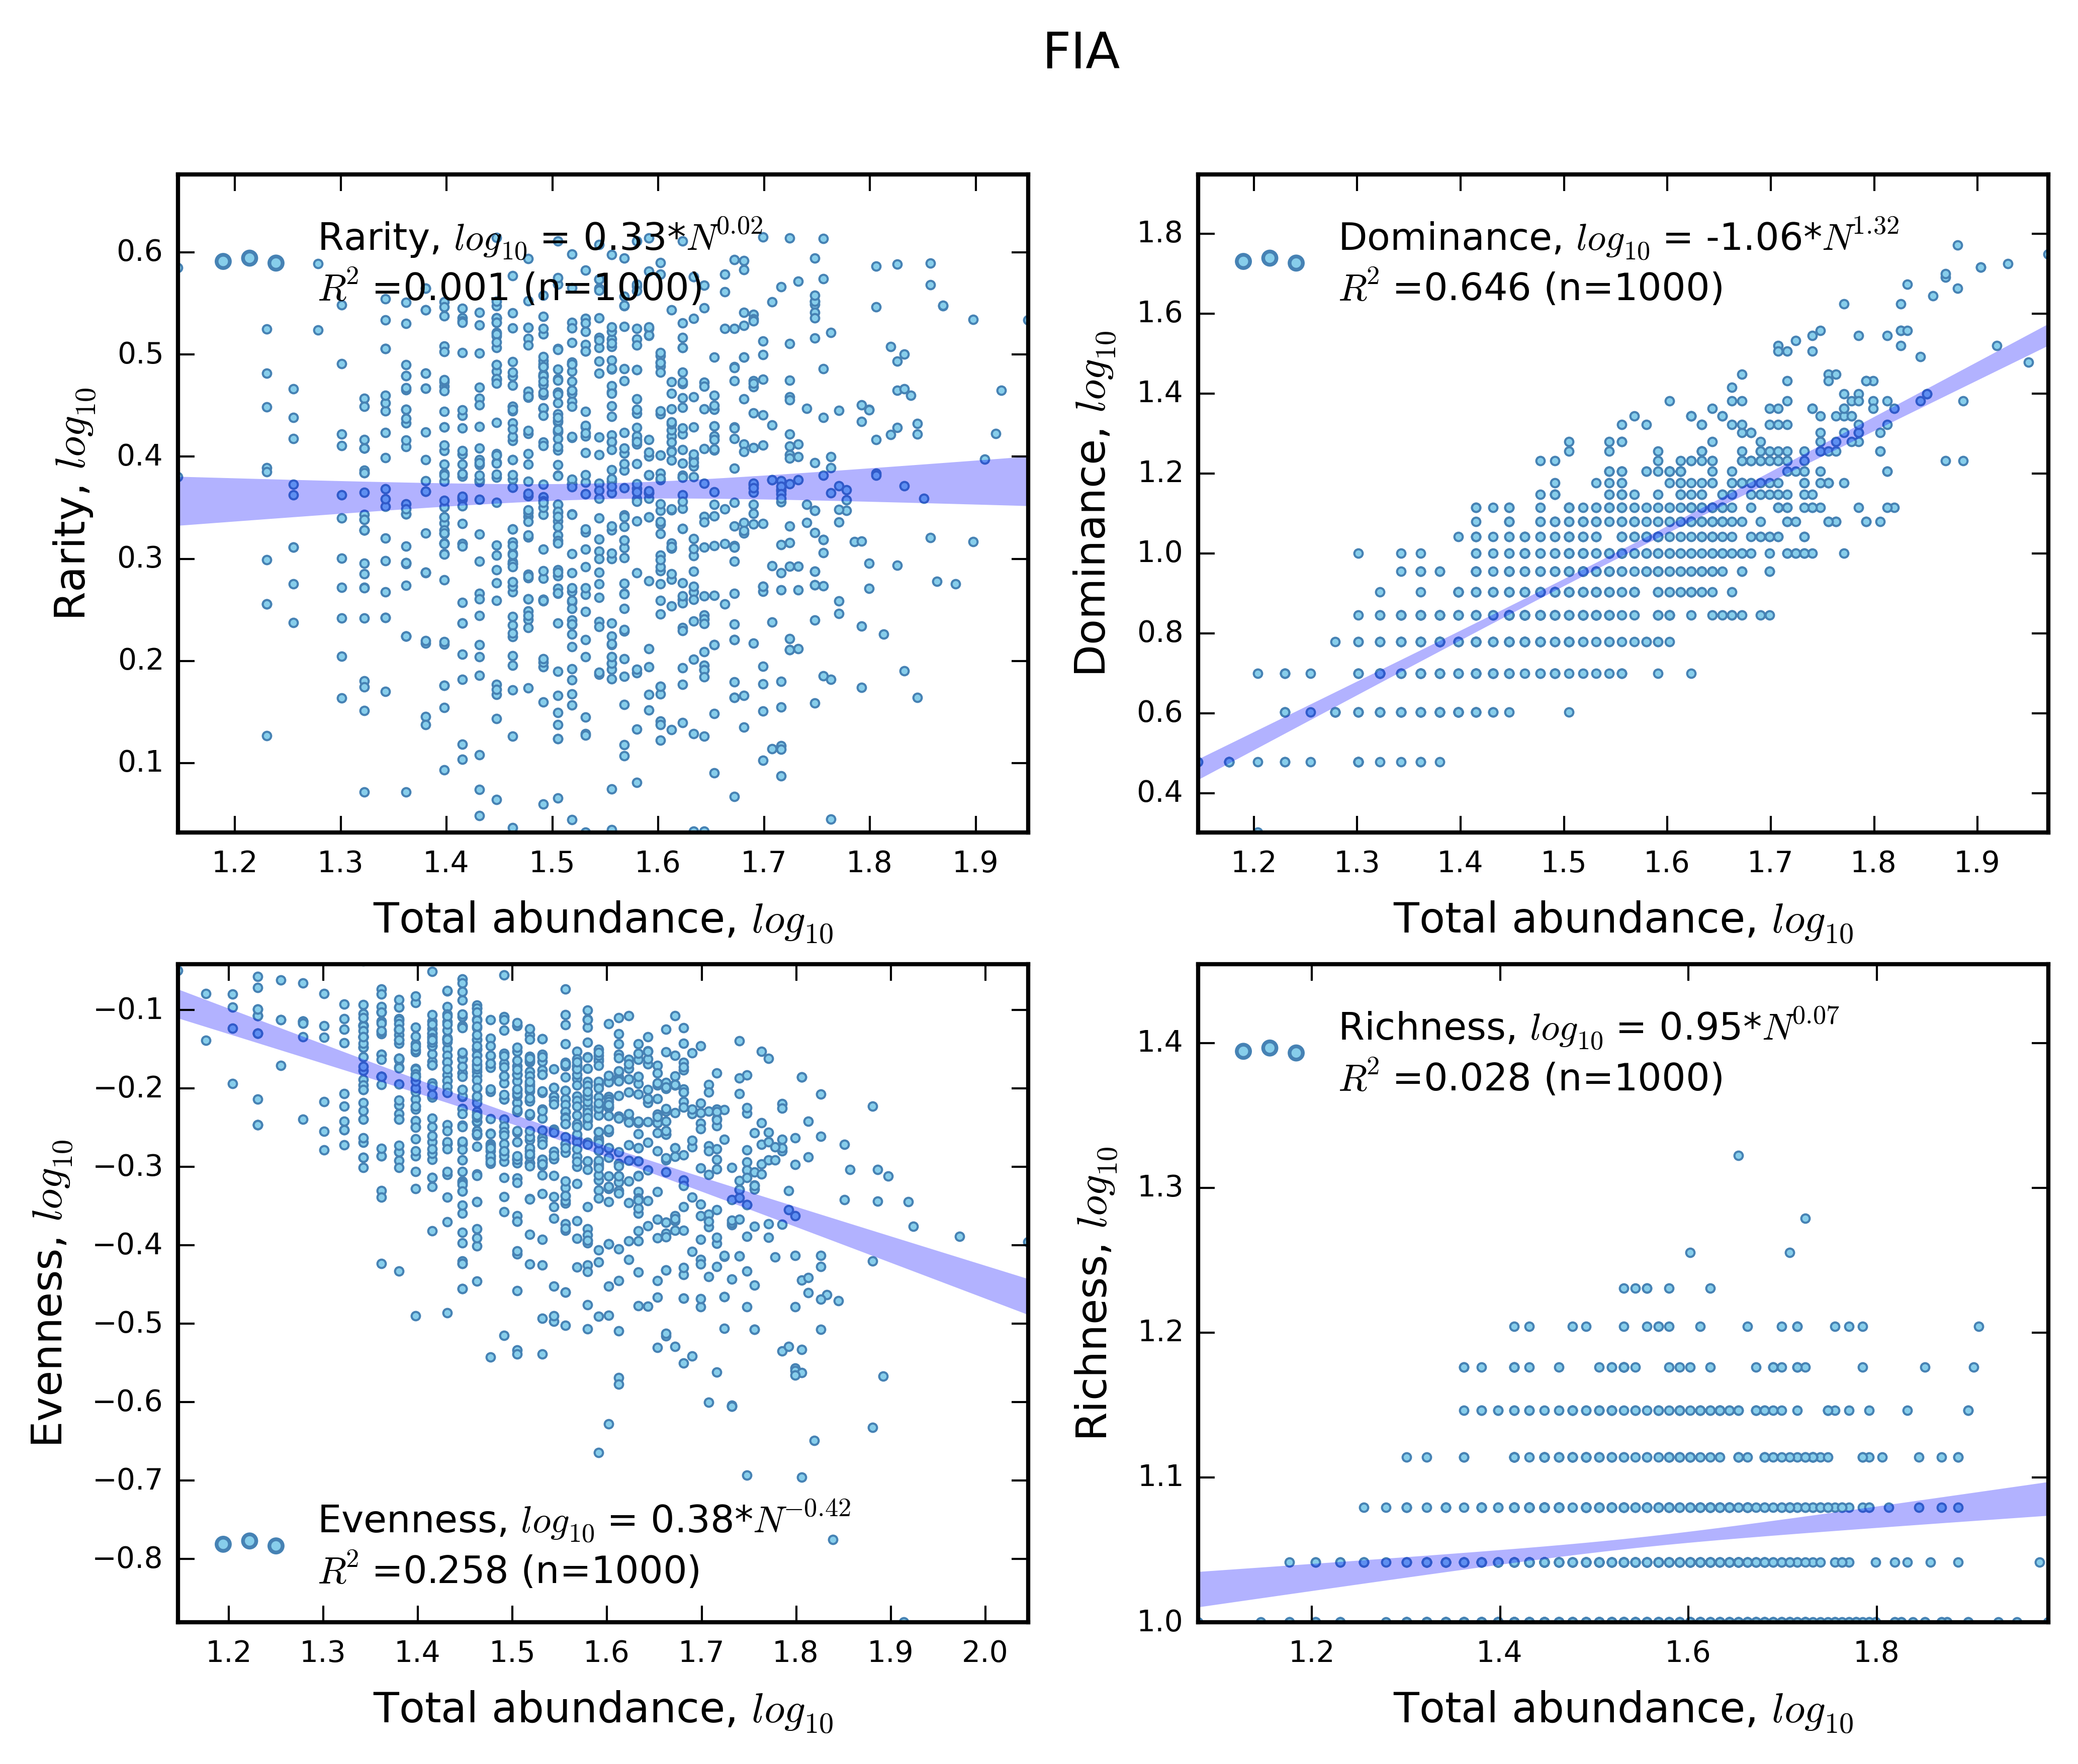 FIA
Rarity, log₁₀ = 0.33*N^0.02
R² =0.001 (n=1000)
Rarity, log₁₀
0.6
0.5
0.4
0.3
0.2
0.1
1.2 1.3 1.4 1.5 1.6 1.7 1.8 1.9
Total abundance, log₁₀
Dominance, log₁₀ = -1.06*N^1.32
R² =0.646 (n=1000)
Dominance, log₁₀
1.8
1.6
1.4
1.2
1.0
0.8
0.6
0.4
1.2 1.3 1.4 1.5 1.6 1.7 1.8 1.9
Total abundance, log₁₀
Evenness, log₁₀
−0.1
−0.2
−0.3
−0.4
−0.5
−0.6
−0.7
−0.8
Evenness, log₁₀ = 0.38*N^−0.42
R² =0.258 (n=1000)
1.2 1.3 1.4 1.5 1.6 1.7 1.8 1.9 2.0
Total abundance, log₁₀
Richness, log₁₀ = 0.95*N^0.07
R² =0.028 (n=1000)
Richness, log₁₀
1.4
1.3
1.2
1.1
1.0
1.2 1.4 1.6 1.8
Total abundance, log₁₀